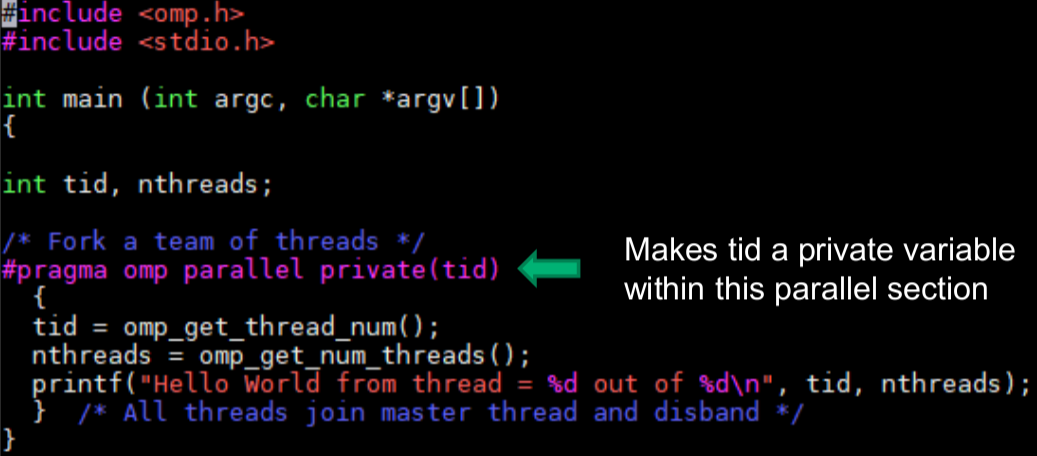 #include <omp.h>
#include <stdio.h>
int main (int argc, char *argv[])
{
int tid, nthreads;
/* Fork a team of threads */
#pragma omp parallel private(tid)
{
tid = omp_get_thread_num();
nthreads = omp_get_num_threads();
printf("Hello World from thread = %d out of %d\n", tid, nthreads);
} /* All threads join master thread and disband */
}
Makes tid a private variable
within this parallel section